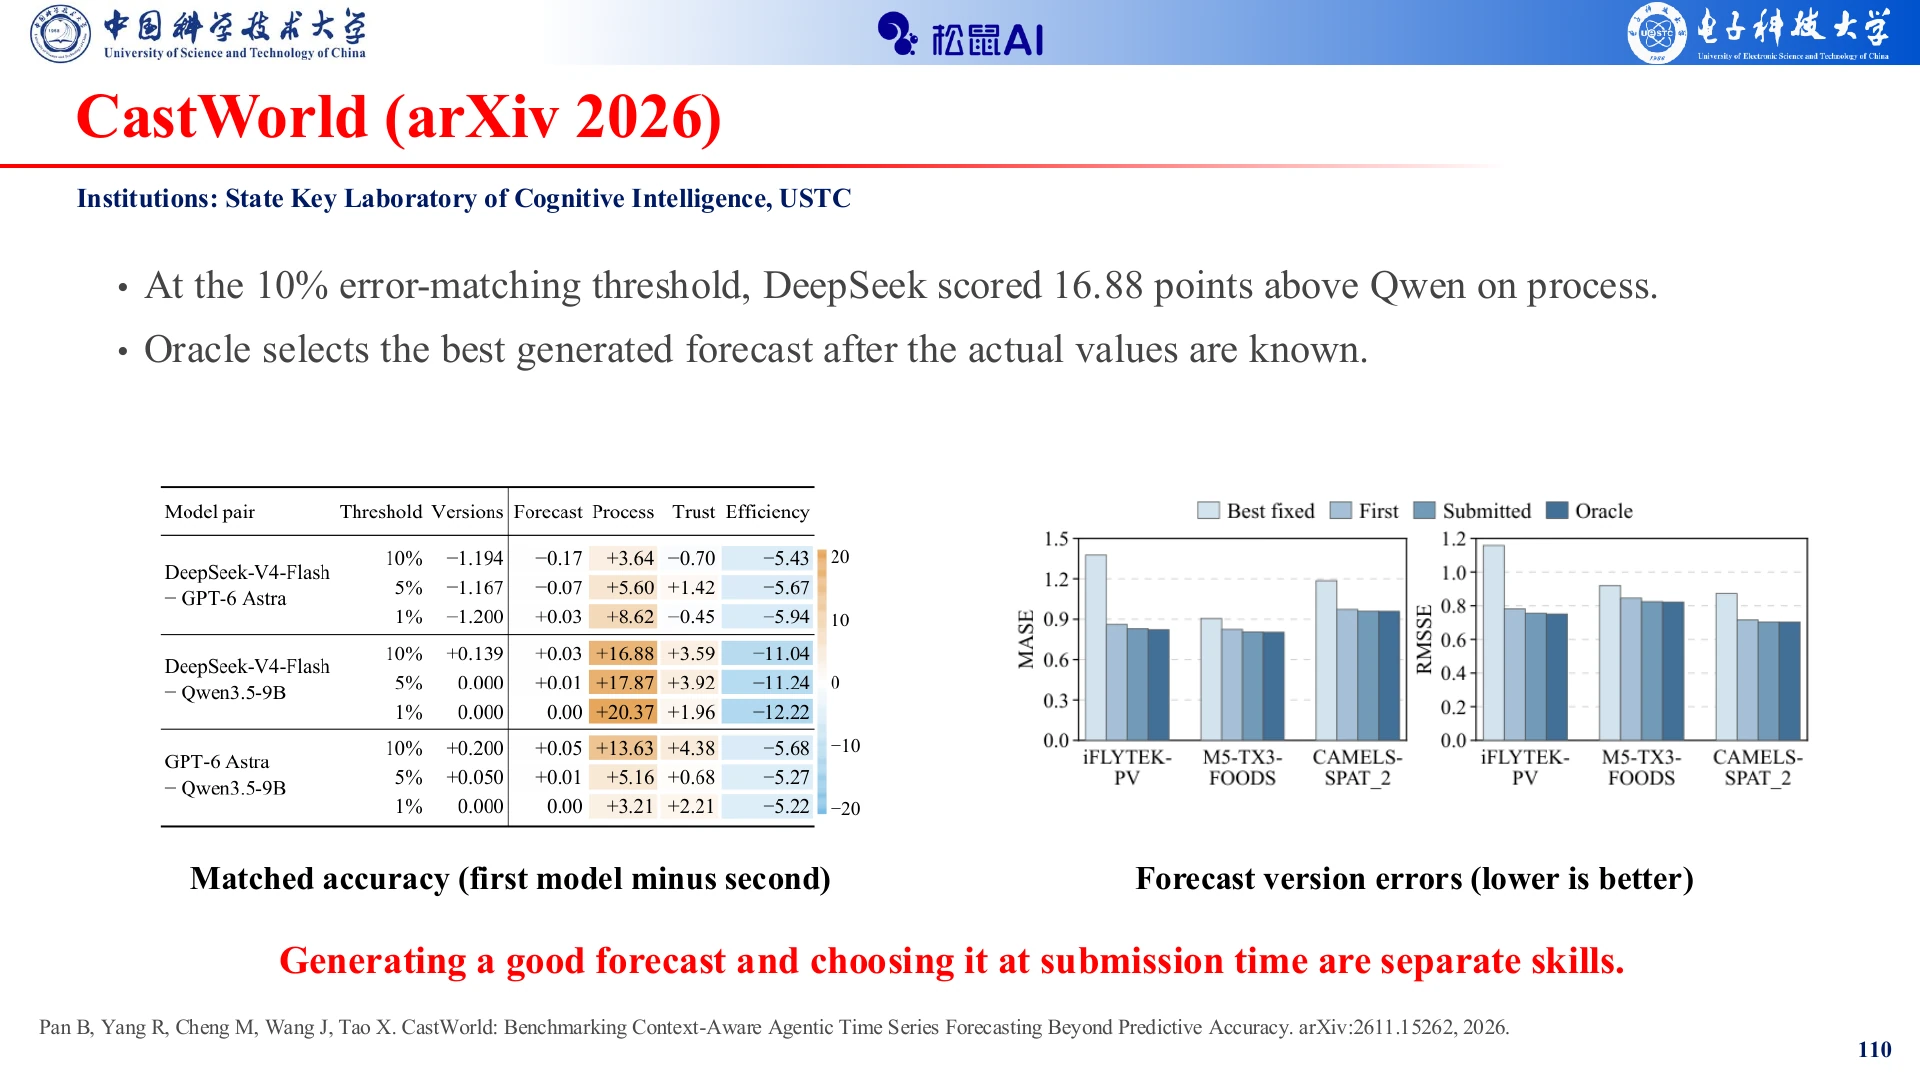 中国科学技术大学
University of Science and Technology of China
松鼠AI
电子科技大学
University of Electronic Science and Technology of China
CastWorld (arXiv 2026)
Institutions: State Key Laboratory of Cognitive Intelligence, USTC
• At the 10% error-matching threshold, DeepSeek scored 16.88 points above Qwen on process.
• Oracle selects the best generated forecast after the actual values are known.
Model pair Threshold Versions Forecast Process Trust Efficiency
DeepSeek-V4-Flash
− GPT-6 Astra
10% −1.194 −0.17 +3.64 −0.70 −5.43
5% −1.167 −0.07 +5.60 +1.42 −5.67
1% −1.200 +0.03 +8.62 −0.45 −5.94
DeepSeek-V4-Flash
− Qwen3.5-9B
10% +0.139 +0.03 +16.88 +3.59 −11.04
5% 0.000 +0.01 +17.87 +3.92 −11.24
1% 0.000 0.00 +20.37 +1.96 −12.22
GPT-6 Astra
− Qwen3.5-9B
10% +0.200 +0.05 +13.63 +4.38 −5.68
5% +0.050 +0.01 +5.16 +0.68 −5.27
1% 0.000 0.00 +3.21 +2.21 −5.22
20
10
0
−10
−20
Matched accuracy (first model minus second)
Best fixed First Submitted Oracle
MASE
1.5
1.2
0.9
0.6
0.3
0.0
iFLYTEK-
PV
M5-TX3-
FOODS
CAMELS-
SPAT_2
RMSSE
1.2
1.0
0.8
0.6
0.4
0.2
0.0
iFLYTEK-
PV
M5-TX3-
FOODS
CAMELS-
SPAT_2
Forecast version errors (lower is better)
Generating a good forecast and choosing it at submission time are separate skills.
Pan B, Yang R, Cheng M, Wang J, Tao X. CastWorld: Benchmarking Context-Aware Agentic Time Series Forecasting Beyond Predictive Accuracy. arXiv:2611.15262, 2026.
110